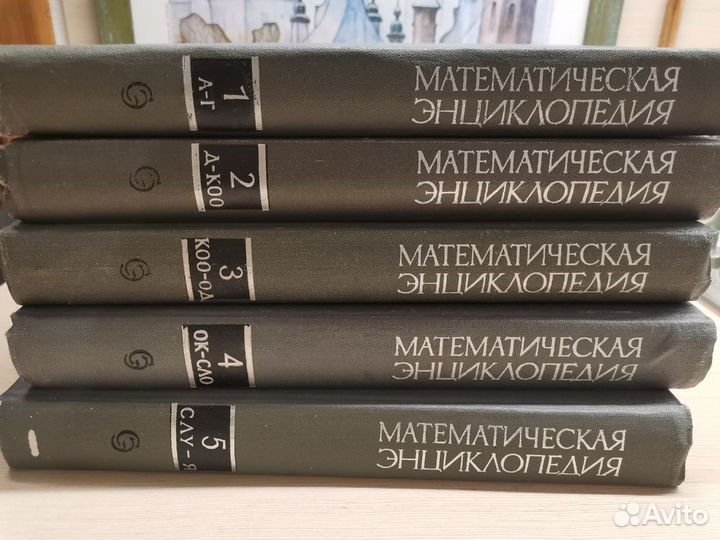 1
А-Г
МАТЕМАТИЧЕСКАЯ
ЭНЦИКЛОПЕДИЯ
2
Д-КОО
МАТЕМАТИЧЕСКАЯ
ЭНЦИКЛОПЕДИЯ
3
КОО-ОД
МАТЕМАТИЧЕСКАЯ
ЭНЦИКЛОПЕДИЯ
4
ОК-СЛО
МАТЕМАТИЧЕСКАЯ
ЭНЦИКЛОПЕДИЯ
5
СЛУ-Я
МАТЕМАТИЧЕСКАЯ
ЭНЦИКЛОПЕДИЯ
Avito